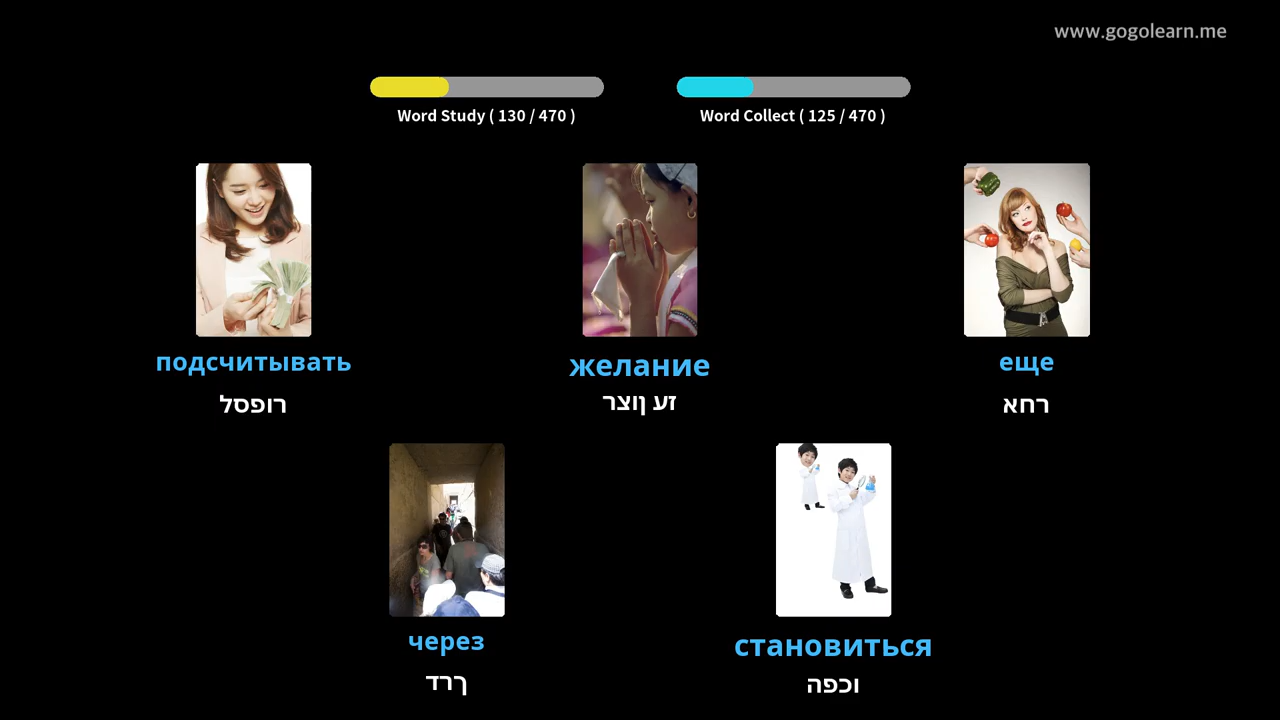 www.gogolearn.me
Word Study ( 130 / 470 )
Word Collect ( 125 / 470 )
подсчитывать
желание
еще
רופסל
זע ןוצר
רחא
через
становиться
ךרד
וכפה